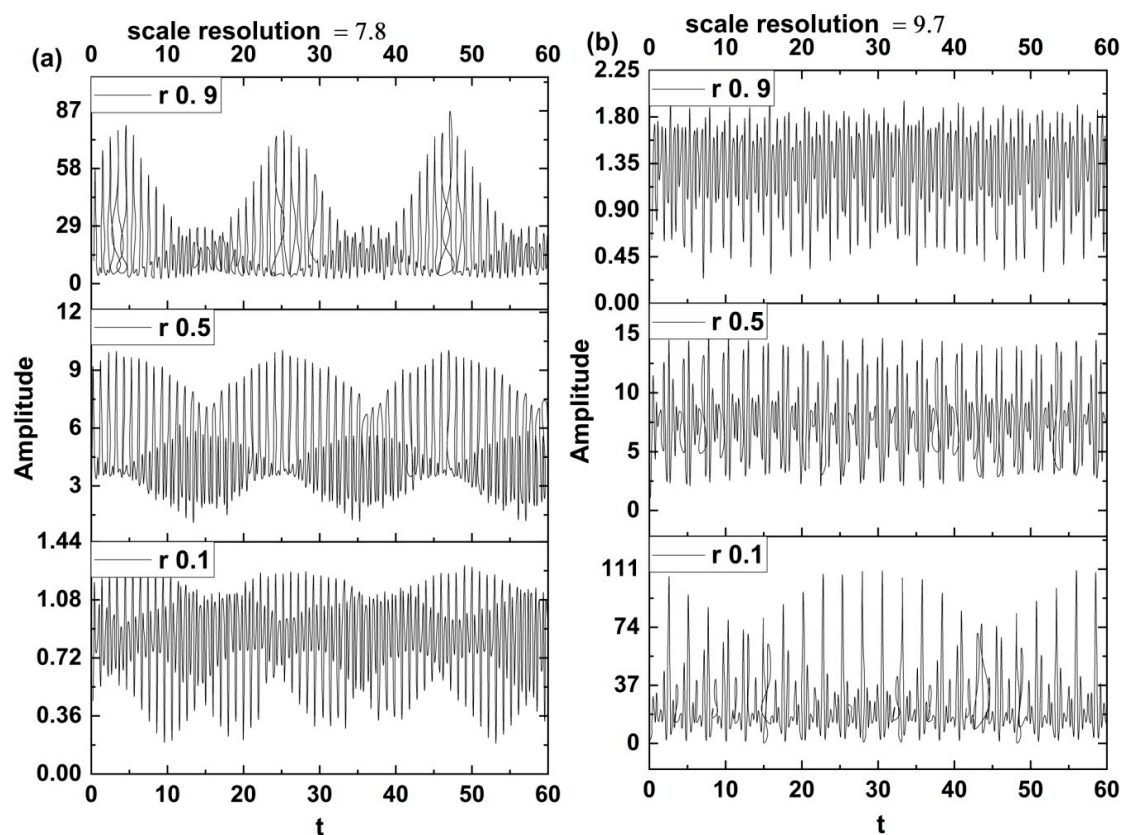 scale resolution = 7.8
(a) 0 10 20 30 40 50 60
r 0. 9
87
58
29
0
r 0.5
12
9
6
3
Amplitude
r 0.1
1.44
1.08
0.72
0.36
0.00
0 10 20 30 40 50 60
t
scale resolution = 9.7
(b) 0 10 20 30 40 50 60
2.25
r 0. 9
1.80
1.35
0.90
0.45
0.00
r 0.5
15
10
5
0
Amplitude
r 0.1
111
74
37
0
0 10 20 30 40 50 60
t